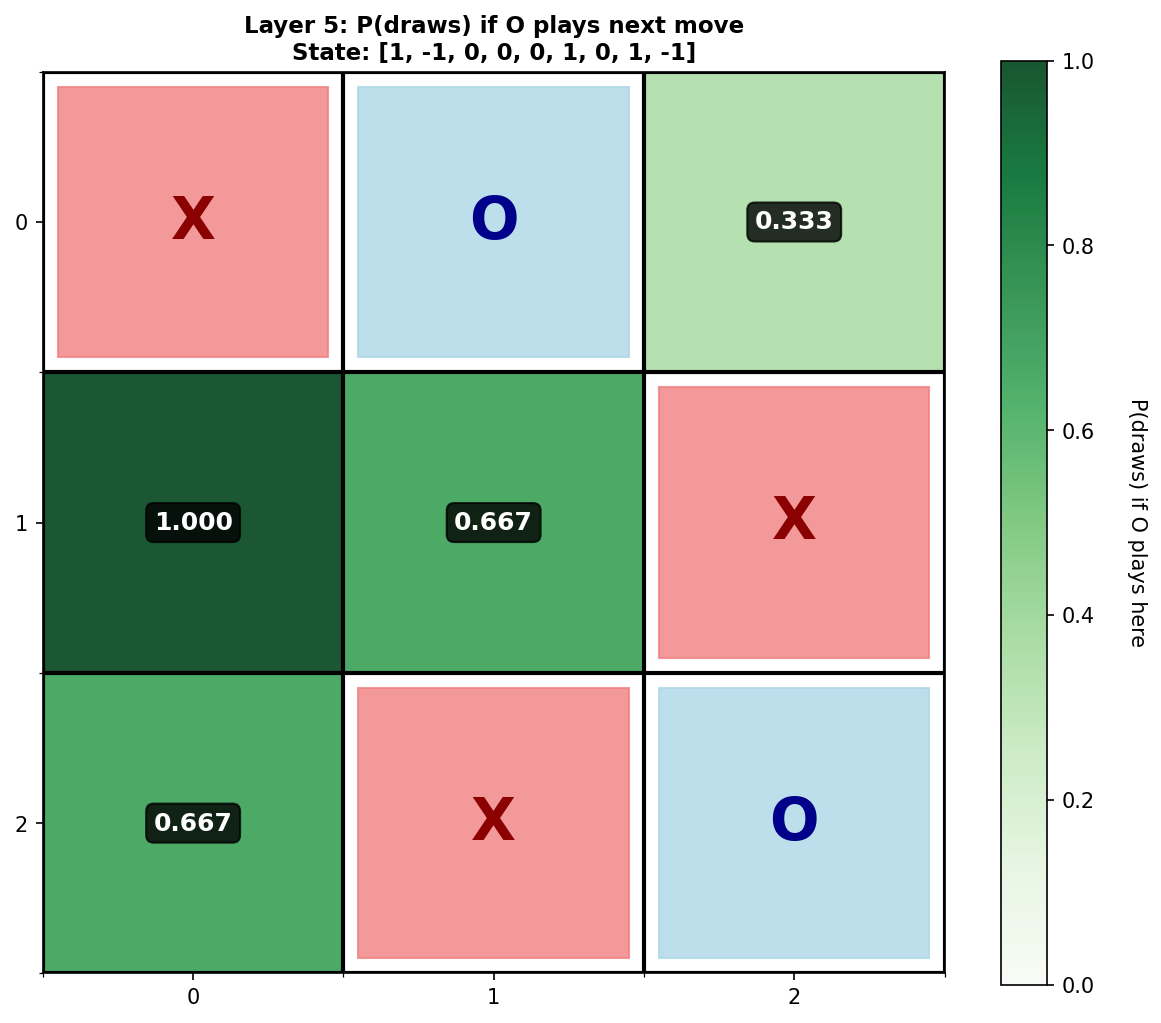 Layer 5: P(draws) if O plays next move
State: [1, -1, 0, 0, 0, 1, 0, 1, -1]
X
O
0.333
1.000
0.667
X
0.667
X
O
0
1
2
0
1
2
1.0
0.8
0.6
0.4
0.2
0.0
P(draws) if O plays here